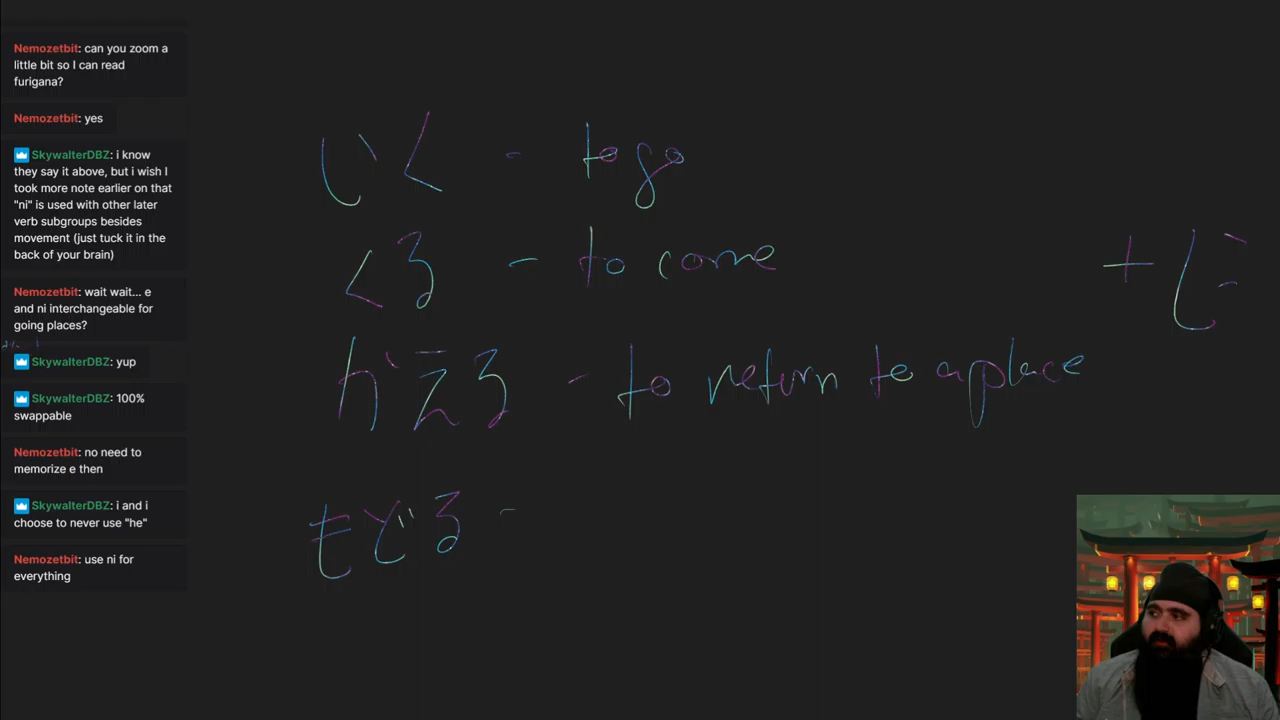 Nemozetbit: can you zoom a
little bit so I can read
furigana?
Nemozetbit: yes
SkywalterDBZ: i know
they say it above, but i wish I
took more note earlier on that
"ni" is used with other later
verb subgroups besides
movement (just tuck it in the
back of your brain)
Nemozetbit: wait wait... e
and ni interchangeable for
going places?
SkywalterDBZ: yup
SkywalterDBZ: 100%
swappable
Nemozetbit: no need to
memorize e then
SkywalterDBZ: i and i
choose to never use "he"
Nemozetbit: use ni for
everything
いく - to go
くる - to come
かえる - to return to a place
もどる -
+ に